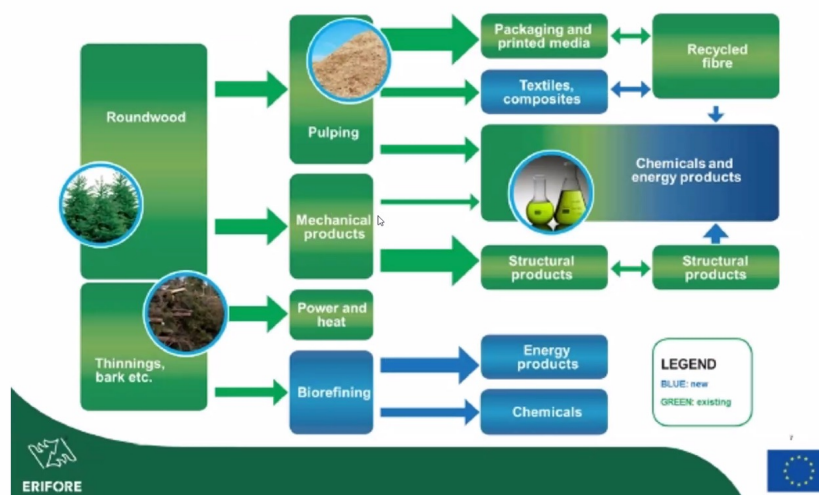 Roundwood
Thinnings,
bark etc.
Pulping
Mechanical
products
Power and
heat
Biorefining
Packaging and
printed media
Textiles,
composites
Recycled
fibre
Chemicals and
energy products
Structural
products
Structural
products
Energy
products
Chemicals
LEGEND
BLUE: new
GREEN: existing
7
ERIFORE